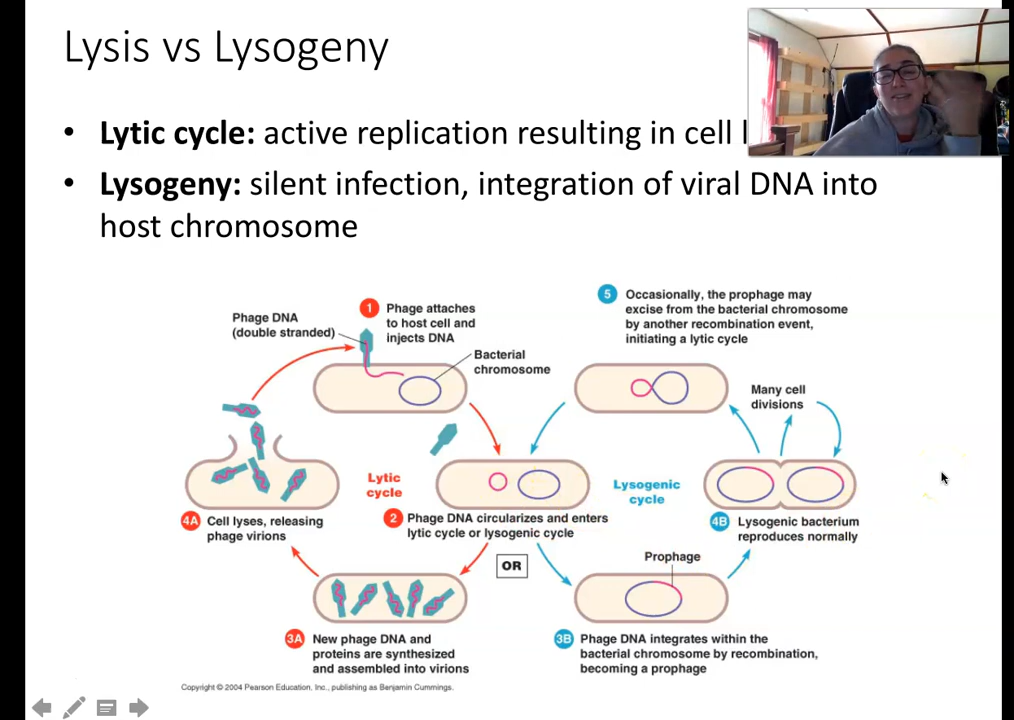 Lysis vs Lysogeny
• Lytic cycle: active replication resulting in cell
• Lysogeny: silent infection, integration of viral DNA into
host chromosome
Phage DNA
(double stranded)
1 Phage attaches
to host cell and
injects DNA
Bacterial
chromosome
5 Occasionally, the prophage may
excise from the bacterial chromosome
by another recombination event,
initiating a lytic cycle
Many cell
divisions
Lytic
cycle
Lysogenic
cycle
4A Cell lyses, releasing
phage virions
2 Phage DNA circularizes and enters
lytic cycle or lysogenic cycle
4B Lysogenic bacterium
reproduces normally
OR
Prophage
3A New phage DNA and
proteins are synthesized
and assembled into virions
3B Phage DNA integrates within the
bacterial chromosome by recombination,
becoming a prophage
Copyright © 2004 Pearson Education, Inc., publishing as Benjamin Cummings.